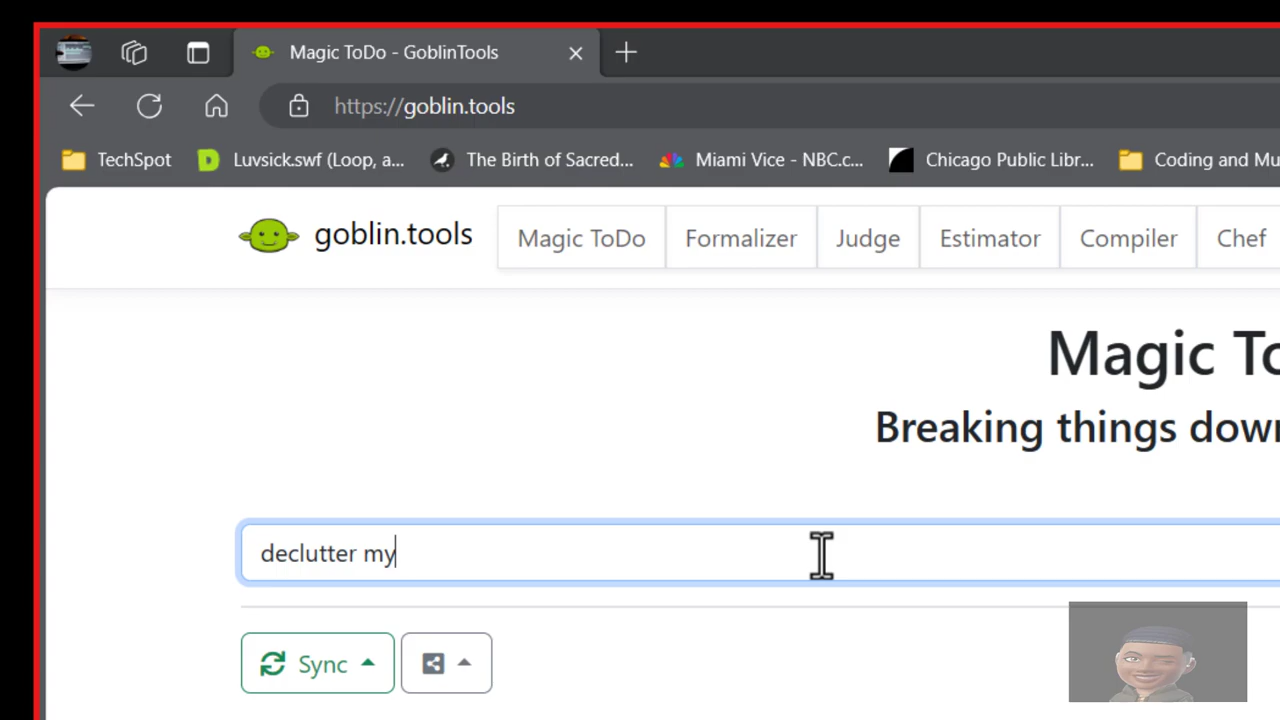 Magic ToDo - GoblinTools
https://goblin.tools
TechSpot Luvsick.swf (Loop, a... The Birth of Sacred... Miami Vice - NBC.c... Chicago Public Libr... Coding and Mu
goblin.tools Magic ToDo Formalizer Judge Estimator Compiler Chef
Magic To
Breaking things down
declutter my
Sync